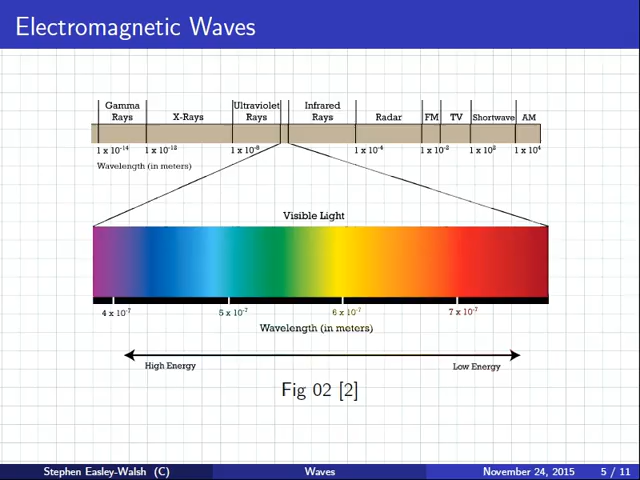 Electromagnetic Waves
Gamma Rays
X-Rays
Ultraviolet Rays
Infrared Rays
Radar
FM
TV
Shortwave
AM
1 x 10-14
1 x 10-12
1 x 10-8
1 x 10-4
1 x 10-2
1 x 102
1 x 104
Wavelength (in meters)
Visible Light
4 x 10-7
5 x 10-7
6 x 10-7
7 x 10-7
Wavelength (in meters)
High Energy
Low Energy
Fig 02 [2]
Stephen Easley-Walsh (C)
Waves
November 24, 2015
5 / 11